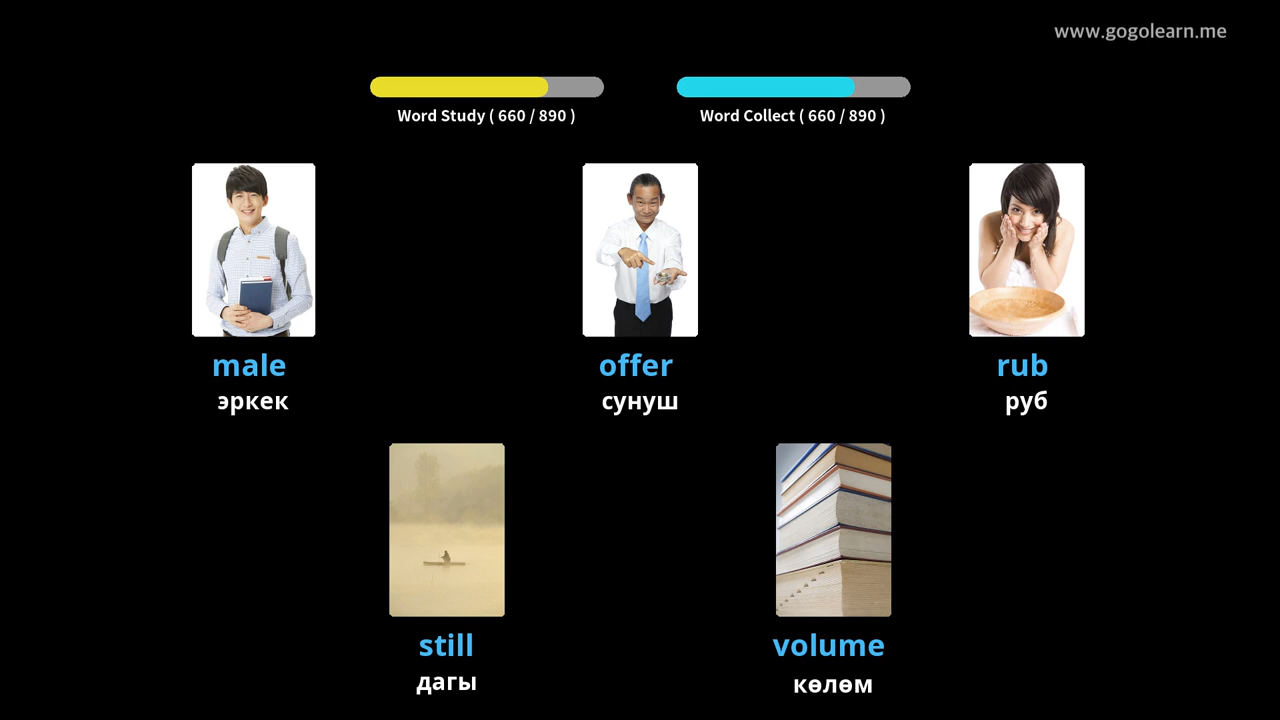 www.gogolearn.me
Word Study ( 660 / 890 )
Word Collect ( 660 / 890 )
male
эркек
offer
сунуш
rub
руб
still
дагы
volume
көлөм